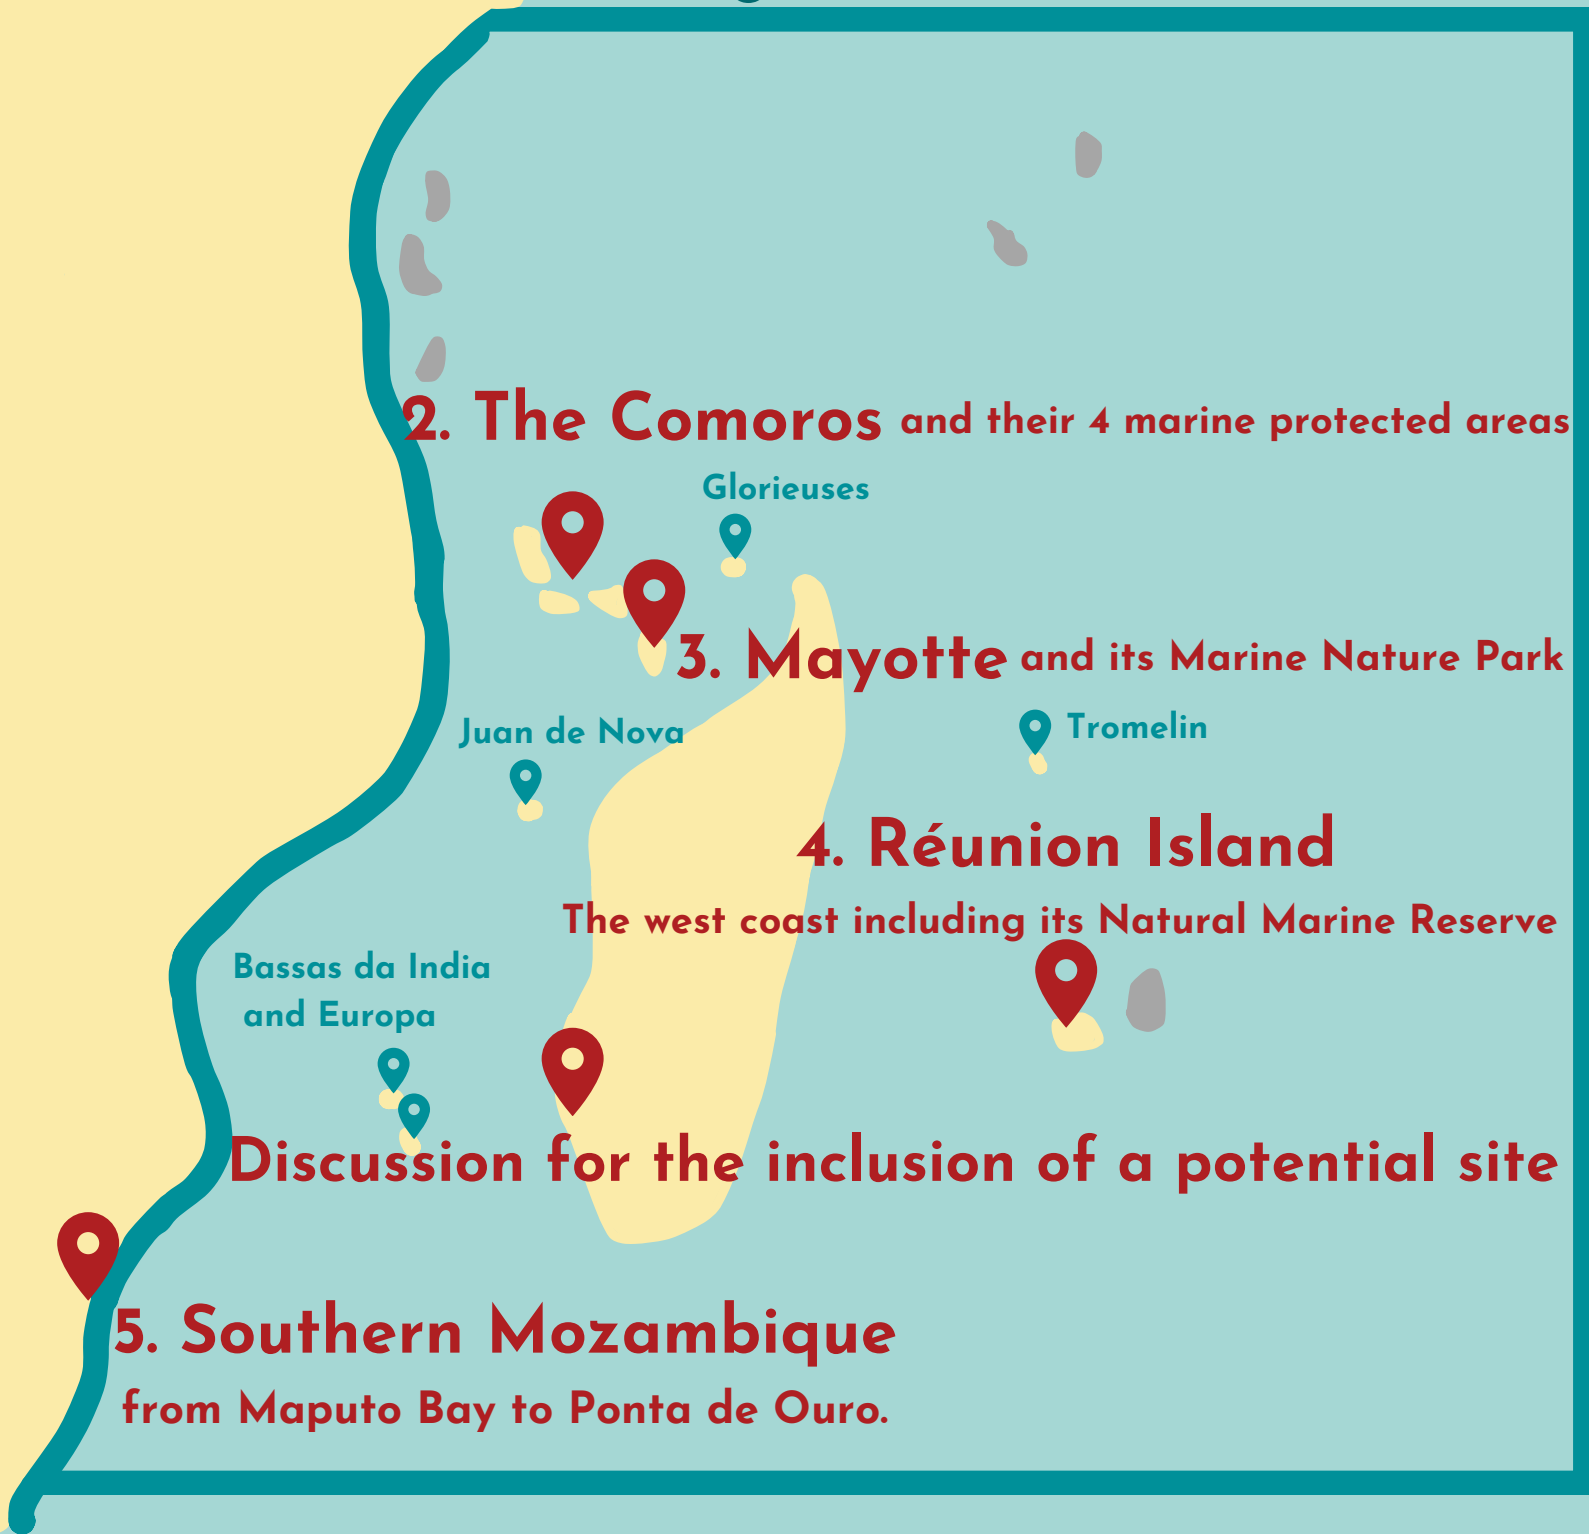 2. The Comoros and their 4 marine protected areas
Glorieuses
3. Mayotte and its Marine Nature Park
Juan de Nova
Tromelin
4. Réunion Island
The west coast including its Natural Marine Reserve
Bassas da India
and Europa
Discussion for the inclusion of a potential site
5. Southern Mozambique
from Maputo Bay to Ponta de Ouro.